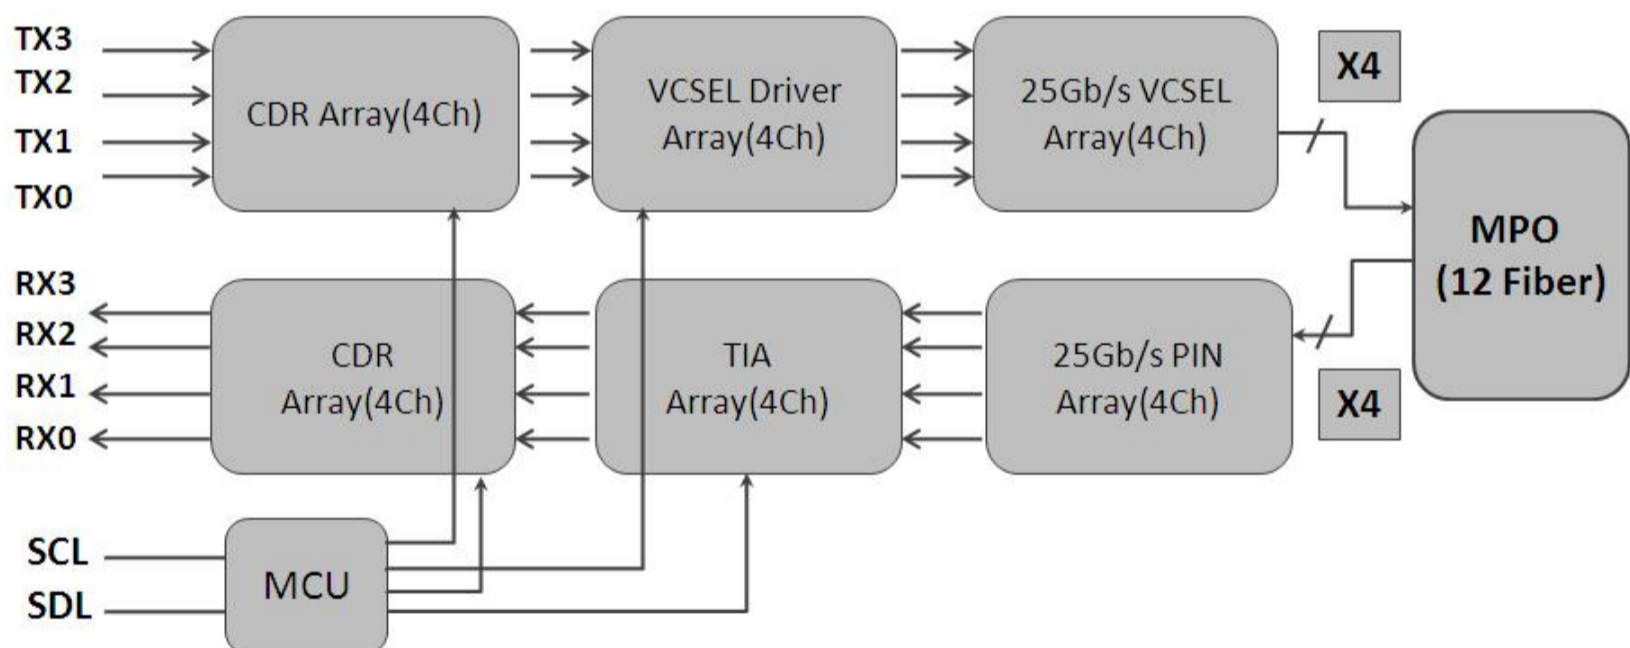 TX3
TX2
TX1
TX0
CDR Array(4Ch)
VCSEL Driver
Array(4Ch)
25Gb/s VCSEL
Array(4Ch)
X4
MPO
(12 Fiber)
RX3
RX2
RX1
RX0
CDR
Array(4Ch)
TIA
Array(4Ch)
25Gb/s PIN
Array(4Ch)
X4
SCL
SDL
MCU